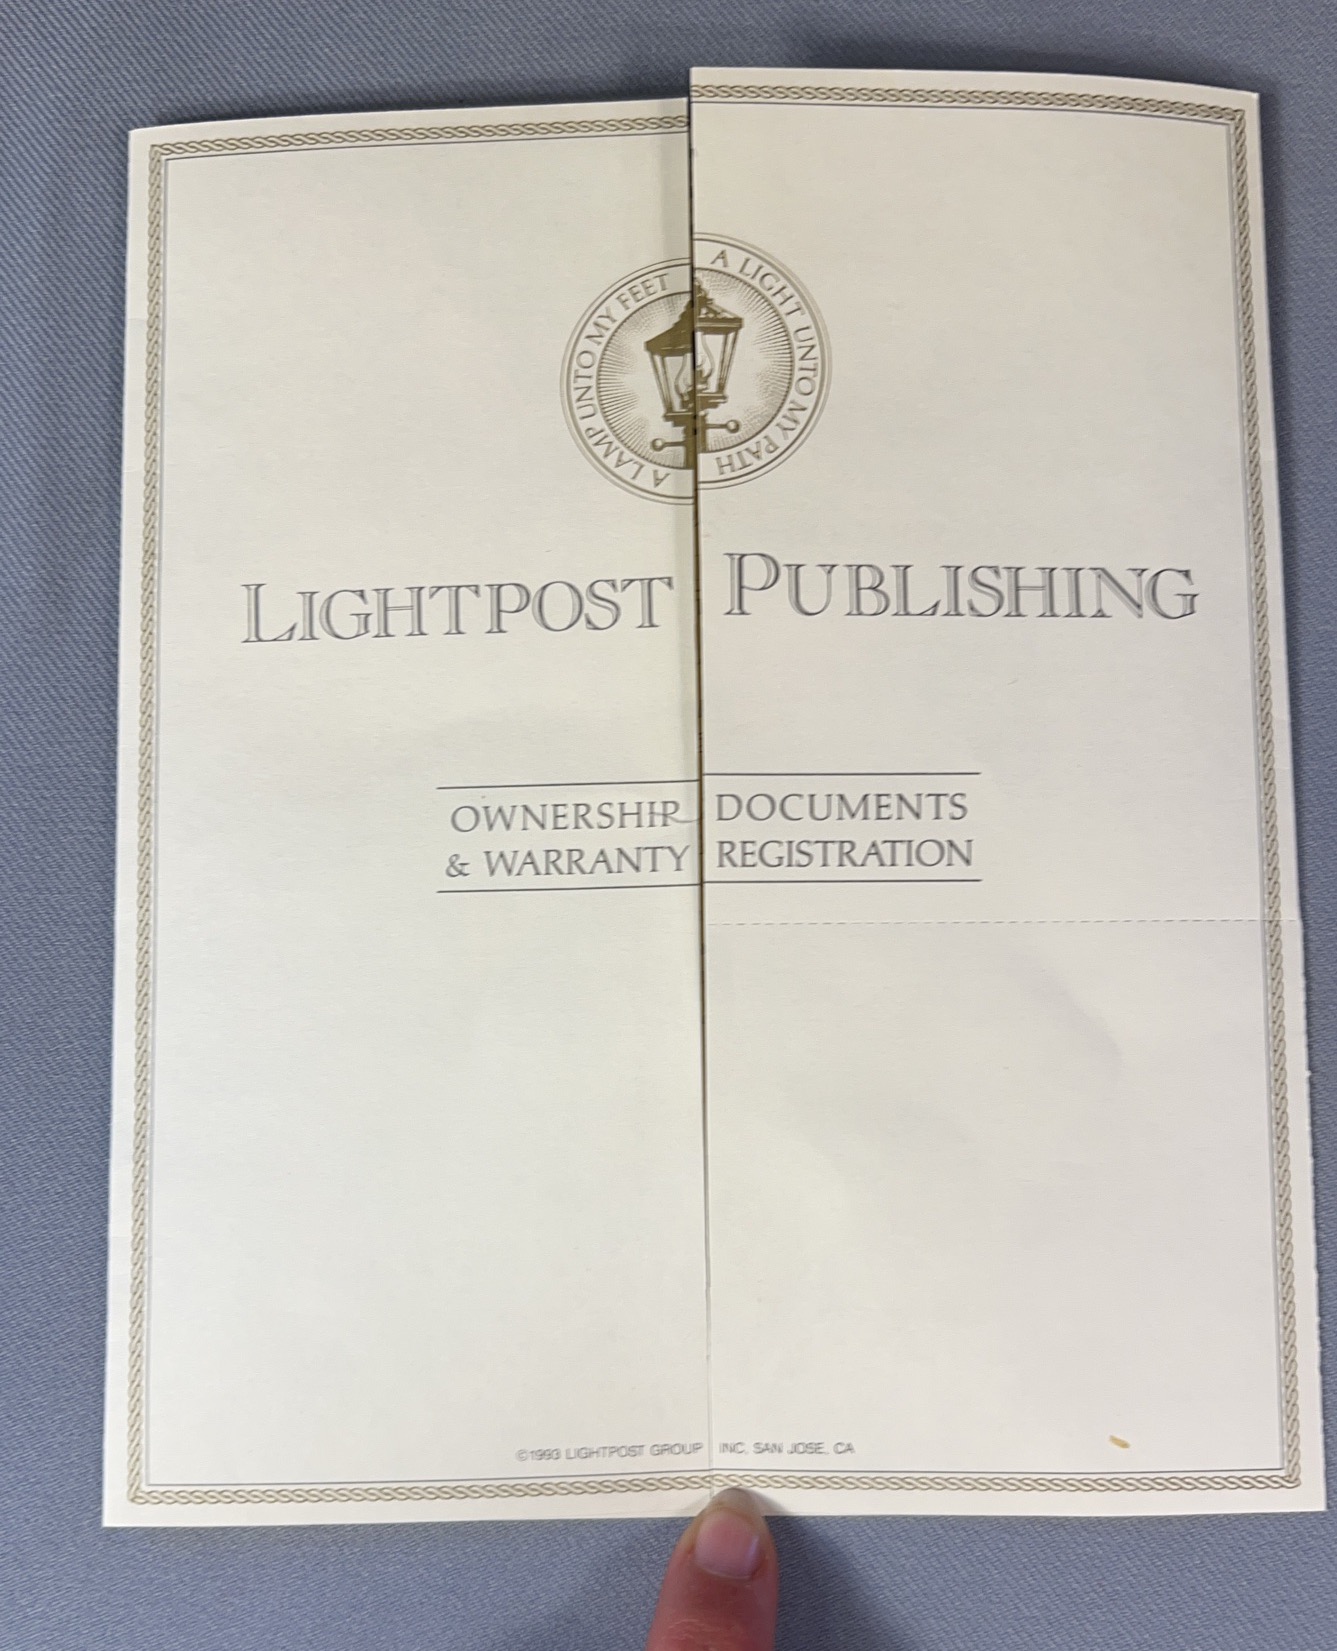 A LAMP UNTO MY FEET
A LIGHT UNTO MY PATH
LIGHTPOST PUBLISHING
OWNERSHIP DOCUMENTS
& WARRANTY REGISTRATION
©1993 LIGHTPOST GROUP INC, SAN JOSE, CA